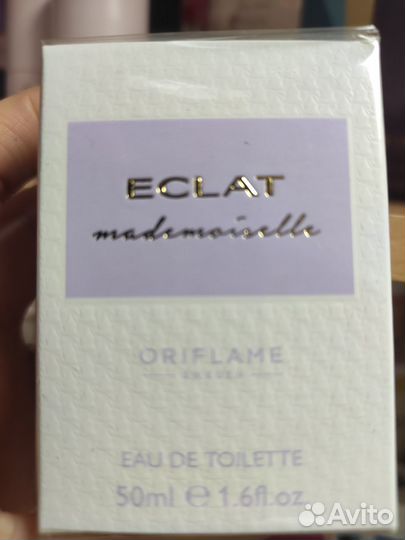 ECLAT
mademoiselle
ORIFLAME
SWEDEN
EAU DE TOILETTE
50ml ℮ 1.6fl.oz.
Avito